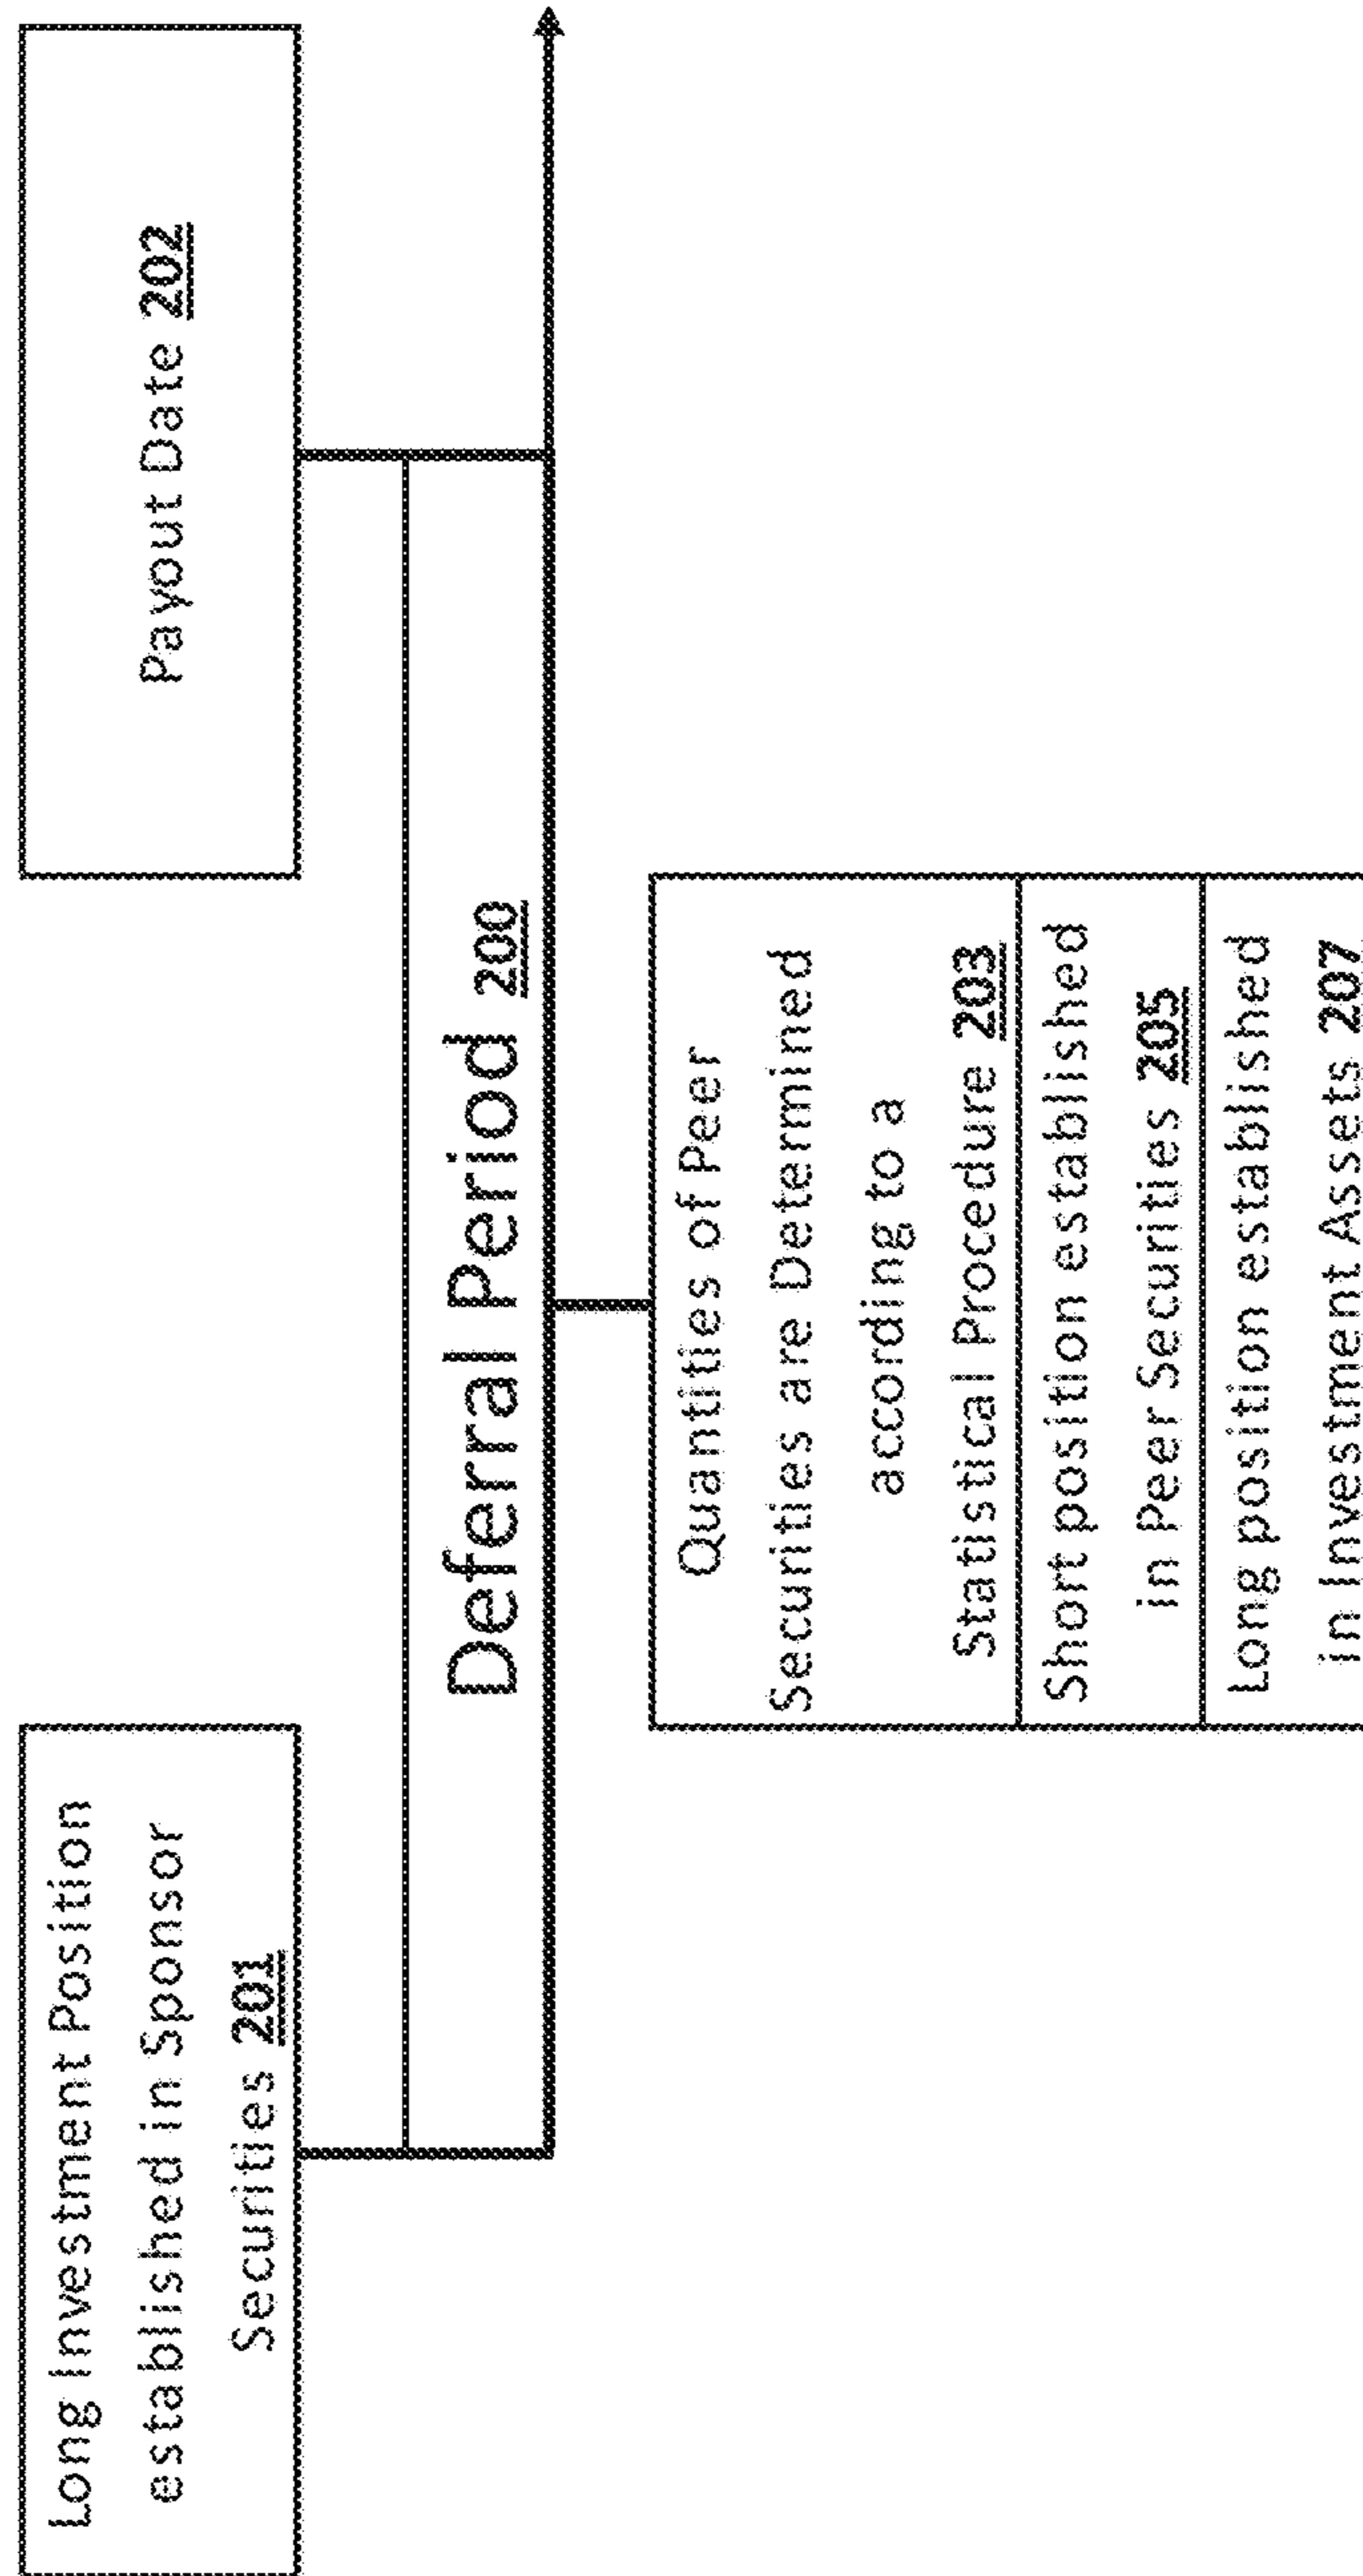 Long Investment Position
established in Sponsor
Securities 201
Payout Date 202
Deferral Period 200
Quantities of Peer
Securities are Determined
according to a
Statistical Procedure 203
Short position established
in Peer Securities 205
Long position established
in Investment Assets 207